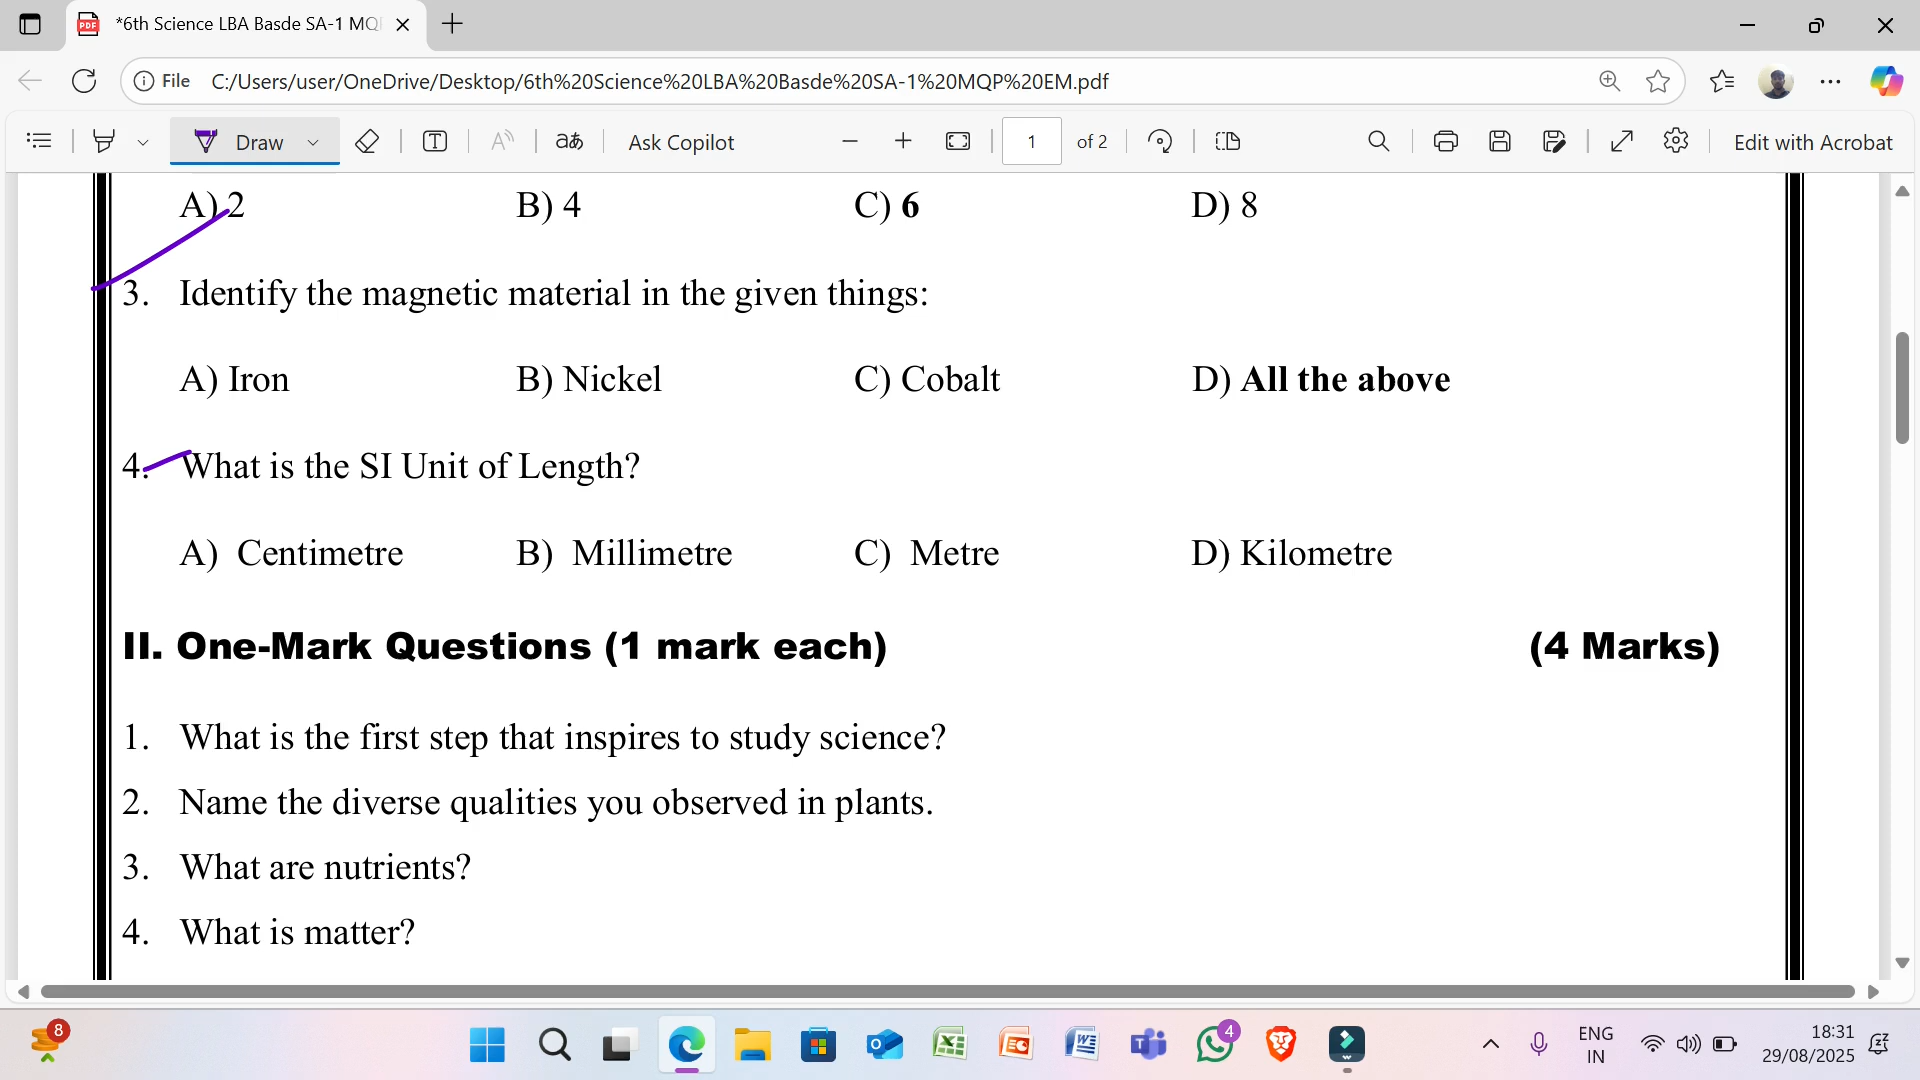 *6th Science LBA Basde SA-1 MQ
File C:/Users/user/OneDrive/Desktop/6th%20Science%20LBA%20Basde%20SA-1%20MQP%20EM.pdf
Draw Ask Copilot 1 of 2 Edit with Acrobat
A) 2 B) 4 C) 6 D) 8
3. Identify the magnetic material in the given things:
A) Iron B) Nickel C) Cobalt D) All the above
4. What is the SI Unit of Length?
A) Centimetre B) Millimetre C) Metre D) Kilometre
II. One-Mark Questions (1 mark each) (4 Marks)
1. What is the first step that inspires to study science?
2. Name the diverse qualities you observed in plants.
3. What are nutrients?
4. What is matter?
8 4 ENG 18:31
IN 29/08/2025